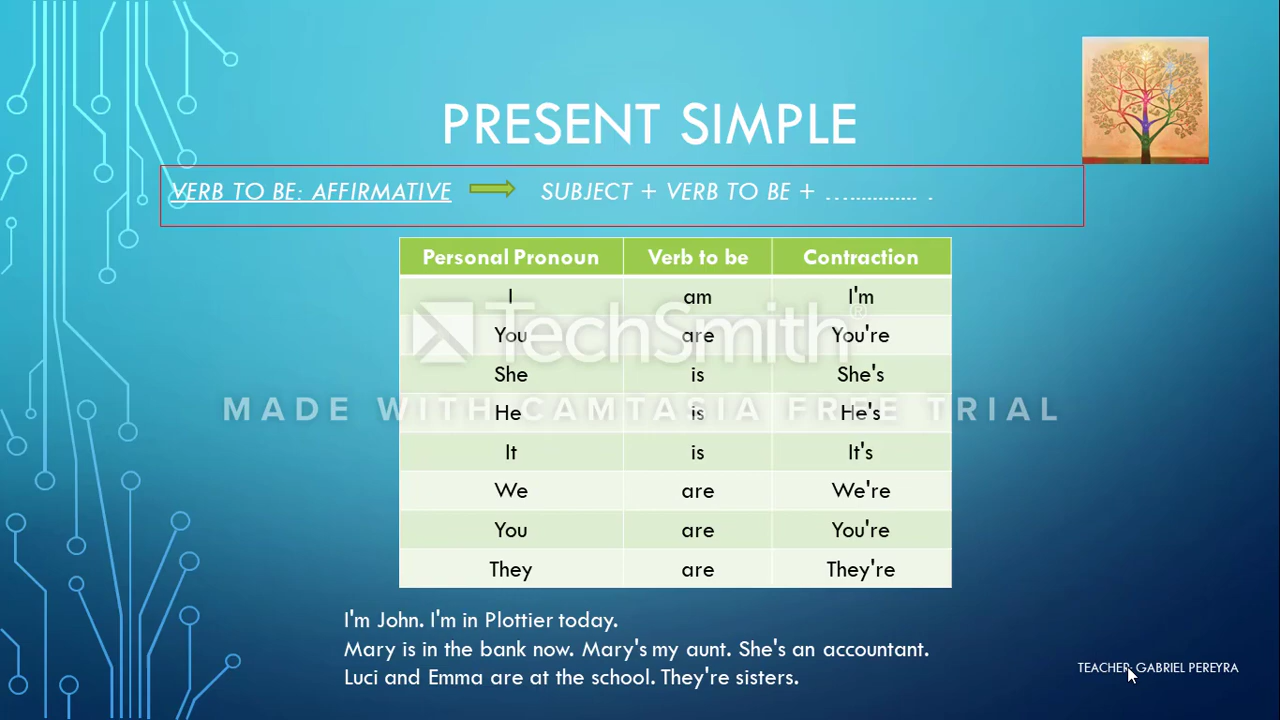 PRESENT SIMPLE
VERB TO BE: AFFIRMATIVE SUBJECT + VERB TO BE + …............ .
Personal Pronoun Verb to be Contraction
I am I'm
You are You're
She is She's
He is He's
It is It's
We are We're
You are You're
They are They're
TechSmith®
MADE WITH CAMTASIA FREE TRIAL
I'm John. I'm in Plottier today.
Mary is in the bank now. Mary's my aunt. She's an accountant.
Luci and Emma are at the school. They're sisters.
TEACHER: GABRIEL PEREYRA